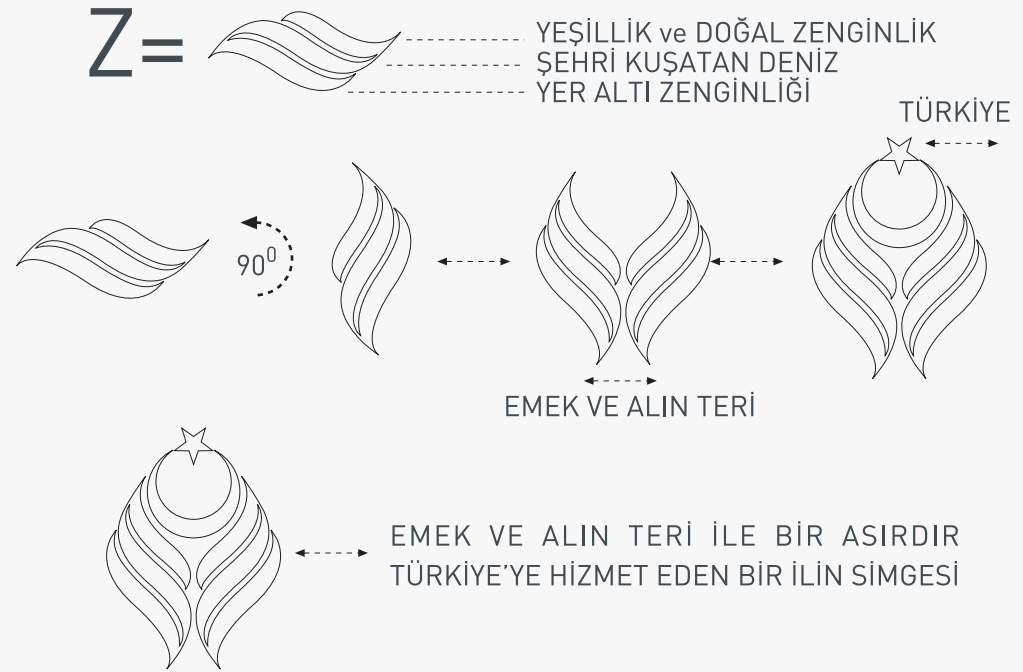 Z=
YEŞİLLİK ve DOĞAL ZENGİNLİK
ŞEHRİ KUŞATAN DENİZ
YER ALTI ZENGİNLİĞİ
TÜRKİYE
90⁰
EMEK VE ALIN TERİ
EMEK VE ALIN TERİ İLE BİR ASIRDIR
TÜRKİYE'YE HİZMET EDEN BİR İLİN SİMGESİ